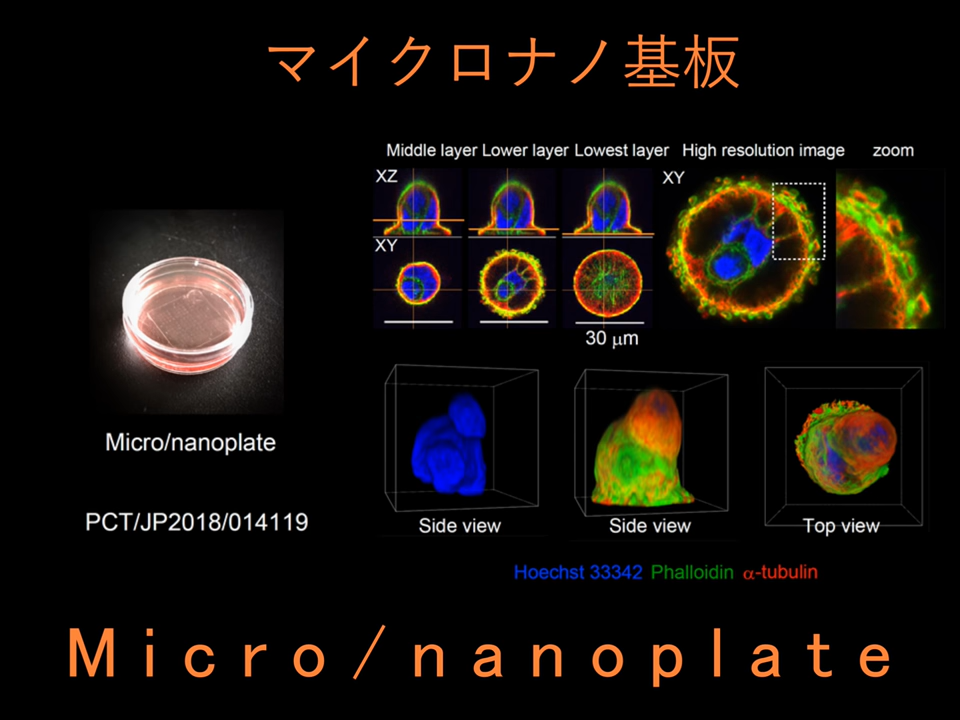 マイクロナノ基板
Middle layer Lower layer Lowest layer High resolution image zoom
XZ
XY
XY
30 μm
Micro/nanoplate
PCT/JP2018/014119
Side view Side view Top view
Hoechst 33342 Phalloidin α-tubulin
Ｍｉｃｒｏ/ｎａｎｏｐｌａｔｅ